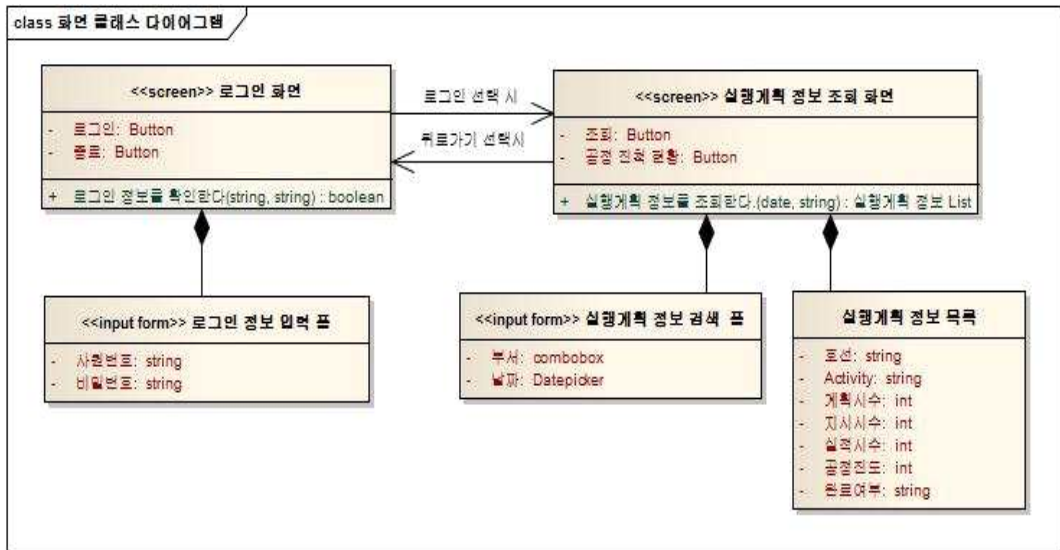 class 화면 클래스 다이어그램
<<screen>> 로그인 화면
- 로그인: Button
- 종료: Button
+ 로그인 정보를 확인한다(string, string) : boolean
로그인 선택 시
뒤로가기 선택시
<<screen>> 실행계획 정보 조회 화면
- 조회: Button
- 공정 진척 현황: Button
+ 실행계획 정보를 조회한다.(date, string) : 실행계획 정보 List
<<input form>> 로그인 정보 입력 폼
- 사원번호: string
- 비밀번호: string
<<input form>> 실행계획 정보 검색 폼
- 부서: combobox
- 날짜: Datepicker
실행계획 정보 목록
- 호선: string
- Activity: string
- 계획시수: int
- 지시시수: int
- 실적시수: int
- 공정진도: int
- 완료여부: string